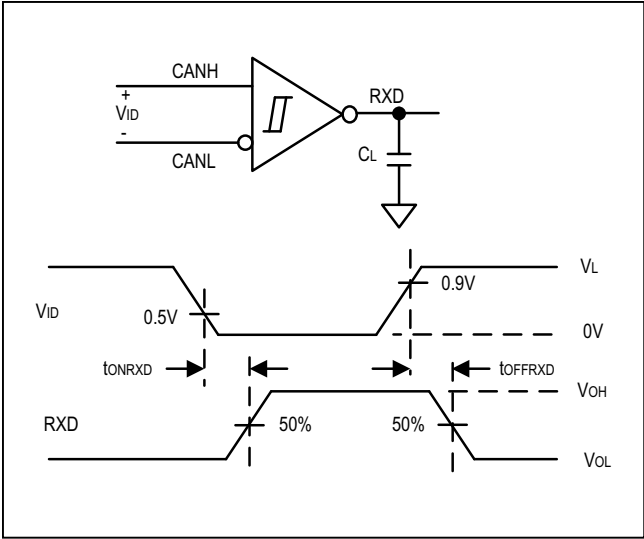 CANH
RXD
+
VID
-
CL
CANL
VL
0.9V
VID
0.5V
0V
tONRXD
tOFFRXD
VOH
RXD
50%
50%
VOL